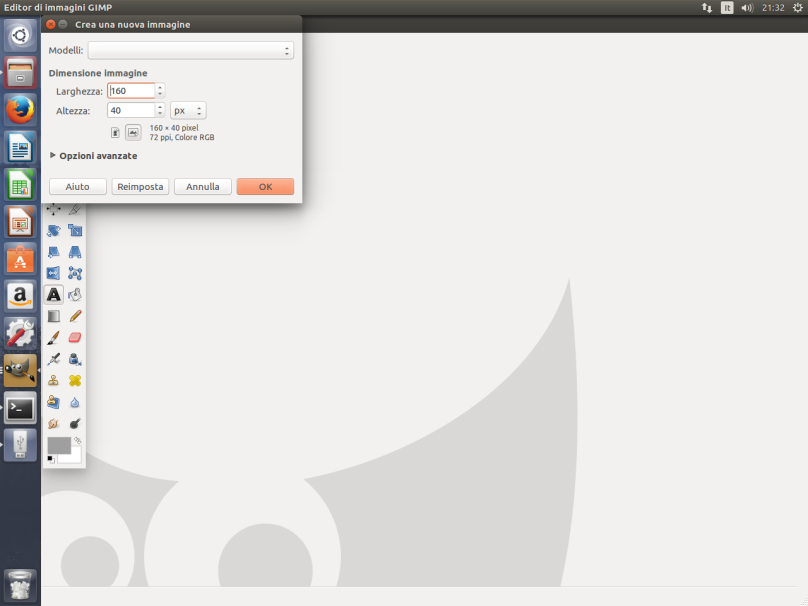 Editor di immagini GIMP
It
21:32
Crea una nuova immagine
Modelli:
Dimensione immagine
Larghezza: 160
Altezza: 40 px
160 × 40 pixel
72 ppi, Colore RGB
Opzioni avanzate
Aiuto Reimposta Annulla OK